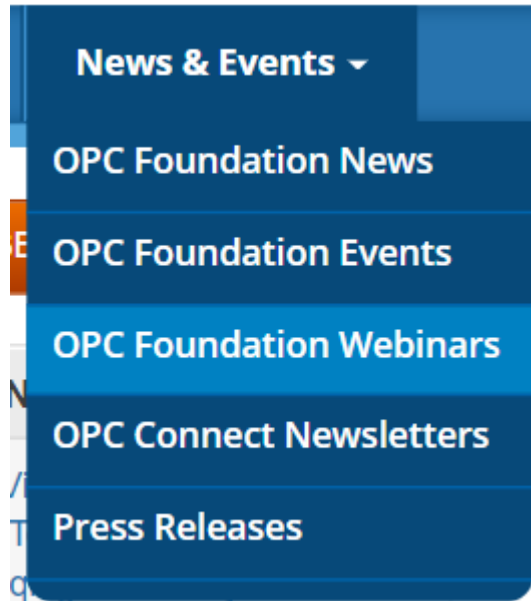 News & Events
OPC Foundation News
OPC Foundation Events
OPC Foundation Webinars
OPC Connect Newsletters
Press Releases